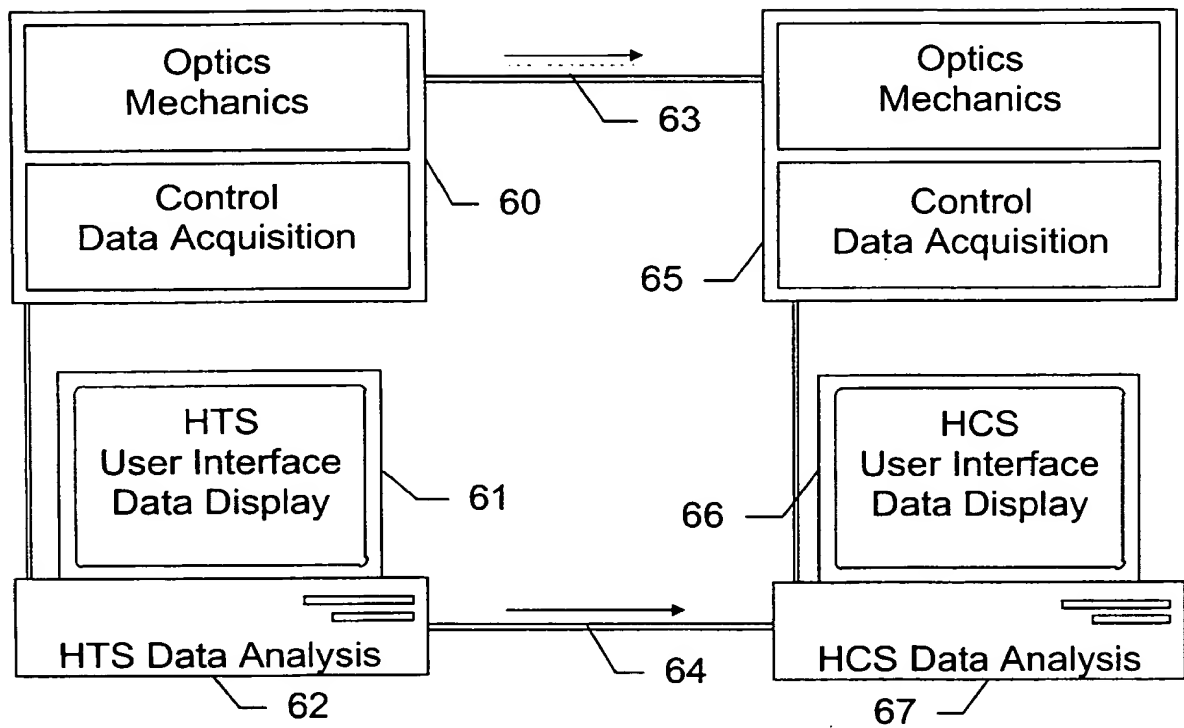 Optics
Mechanics
Control
Data Acquisition
60
63
Optics
Mechanics
Control
Data Acquisition
65
HTS
User Interface
Data Display
61
HTS Data Analysis
62
64
HCS
User Interface
Data Display
66
HCS Data Analysis
67